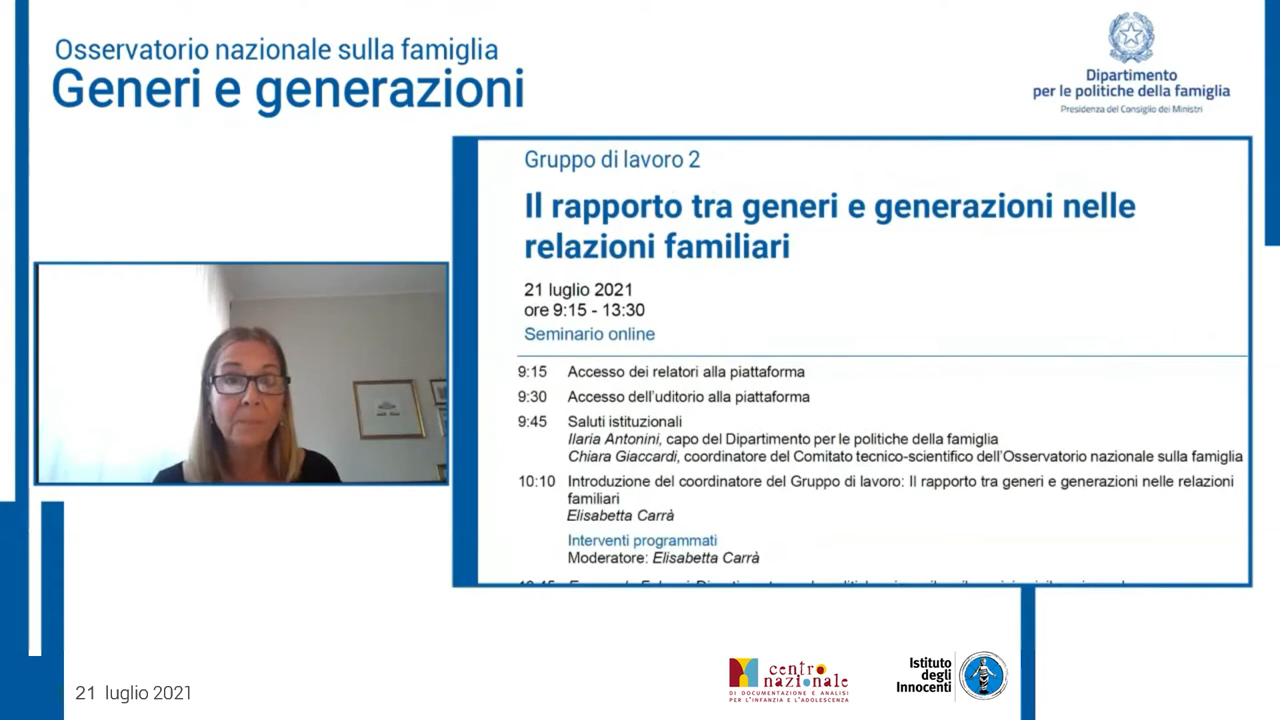 Osservatorio nazionale sulla famiglia
Generi e generazioni
Dipartimento
per le politiche della famiglia
Presidenza del Consiglio dei Ministri
Gruppo di lavoro 2
Il rapporto tra generi e generazioni nelle
relazioni familiari
21 luglio 2021
ore 9:15 - 13:30
Seminario online
9:15 Accesso dei relatori alla piattaforma
9:30 Accesso dell'uditorio alla piattaforma
9:45 Saluti istituzionali
Ilaria Antonini, capo del Dipartimento per le politiche della famiglia
Chiara Giaccardi, coordinatore del Comitato tecnico-scientifico dell'Osservatorio nazionale sulla famiglia
10:10 Introduzione del coordinatore del Gruppo di lavoro: Il rapporto tra generi e generazioni nelle relazioni
familiari
Elisabetta Carrà
Interventi programmati
Moderatore: Elisabetta Carrà
21 luglio 2021
centro
nazionale
DI DOCUMENTAZIONE E ANALISI
PER L'INFANZIA E L'ADOLESCENZA
Istituto
degli
Innocenti